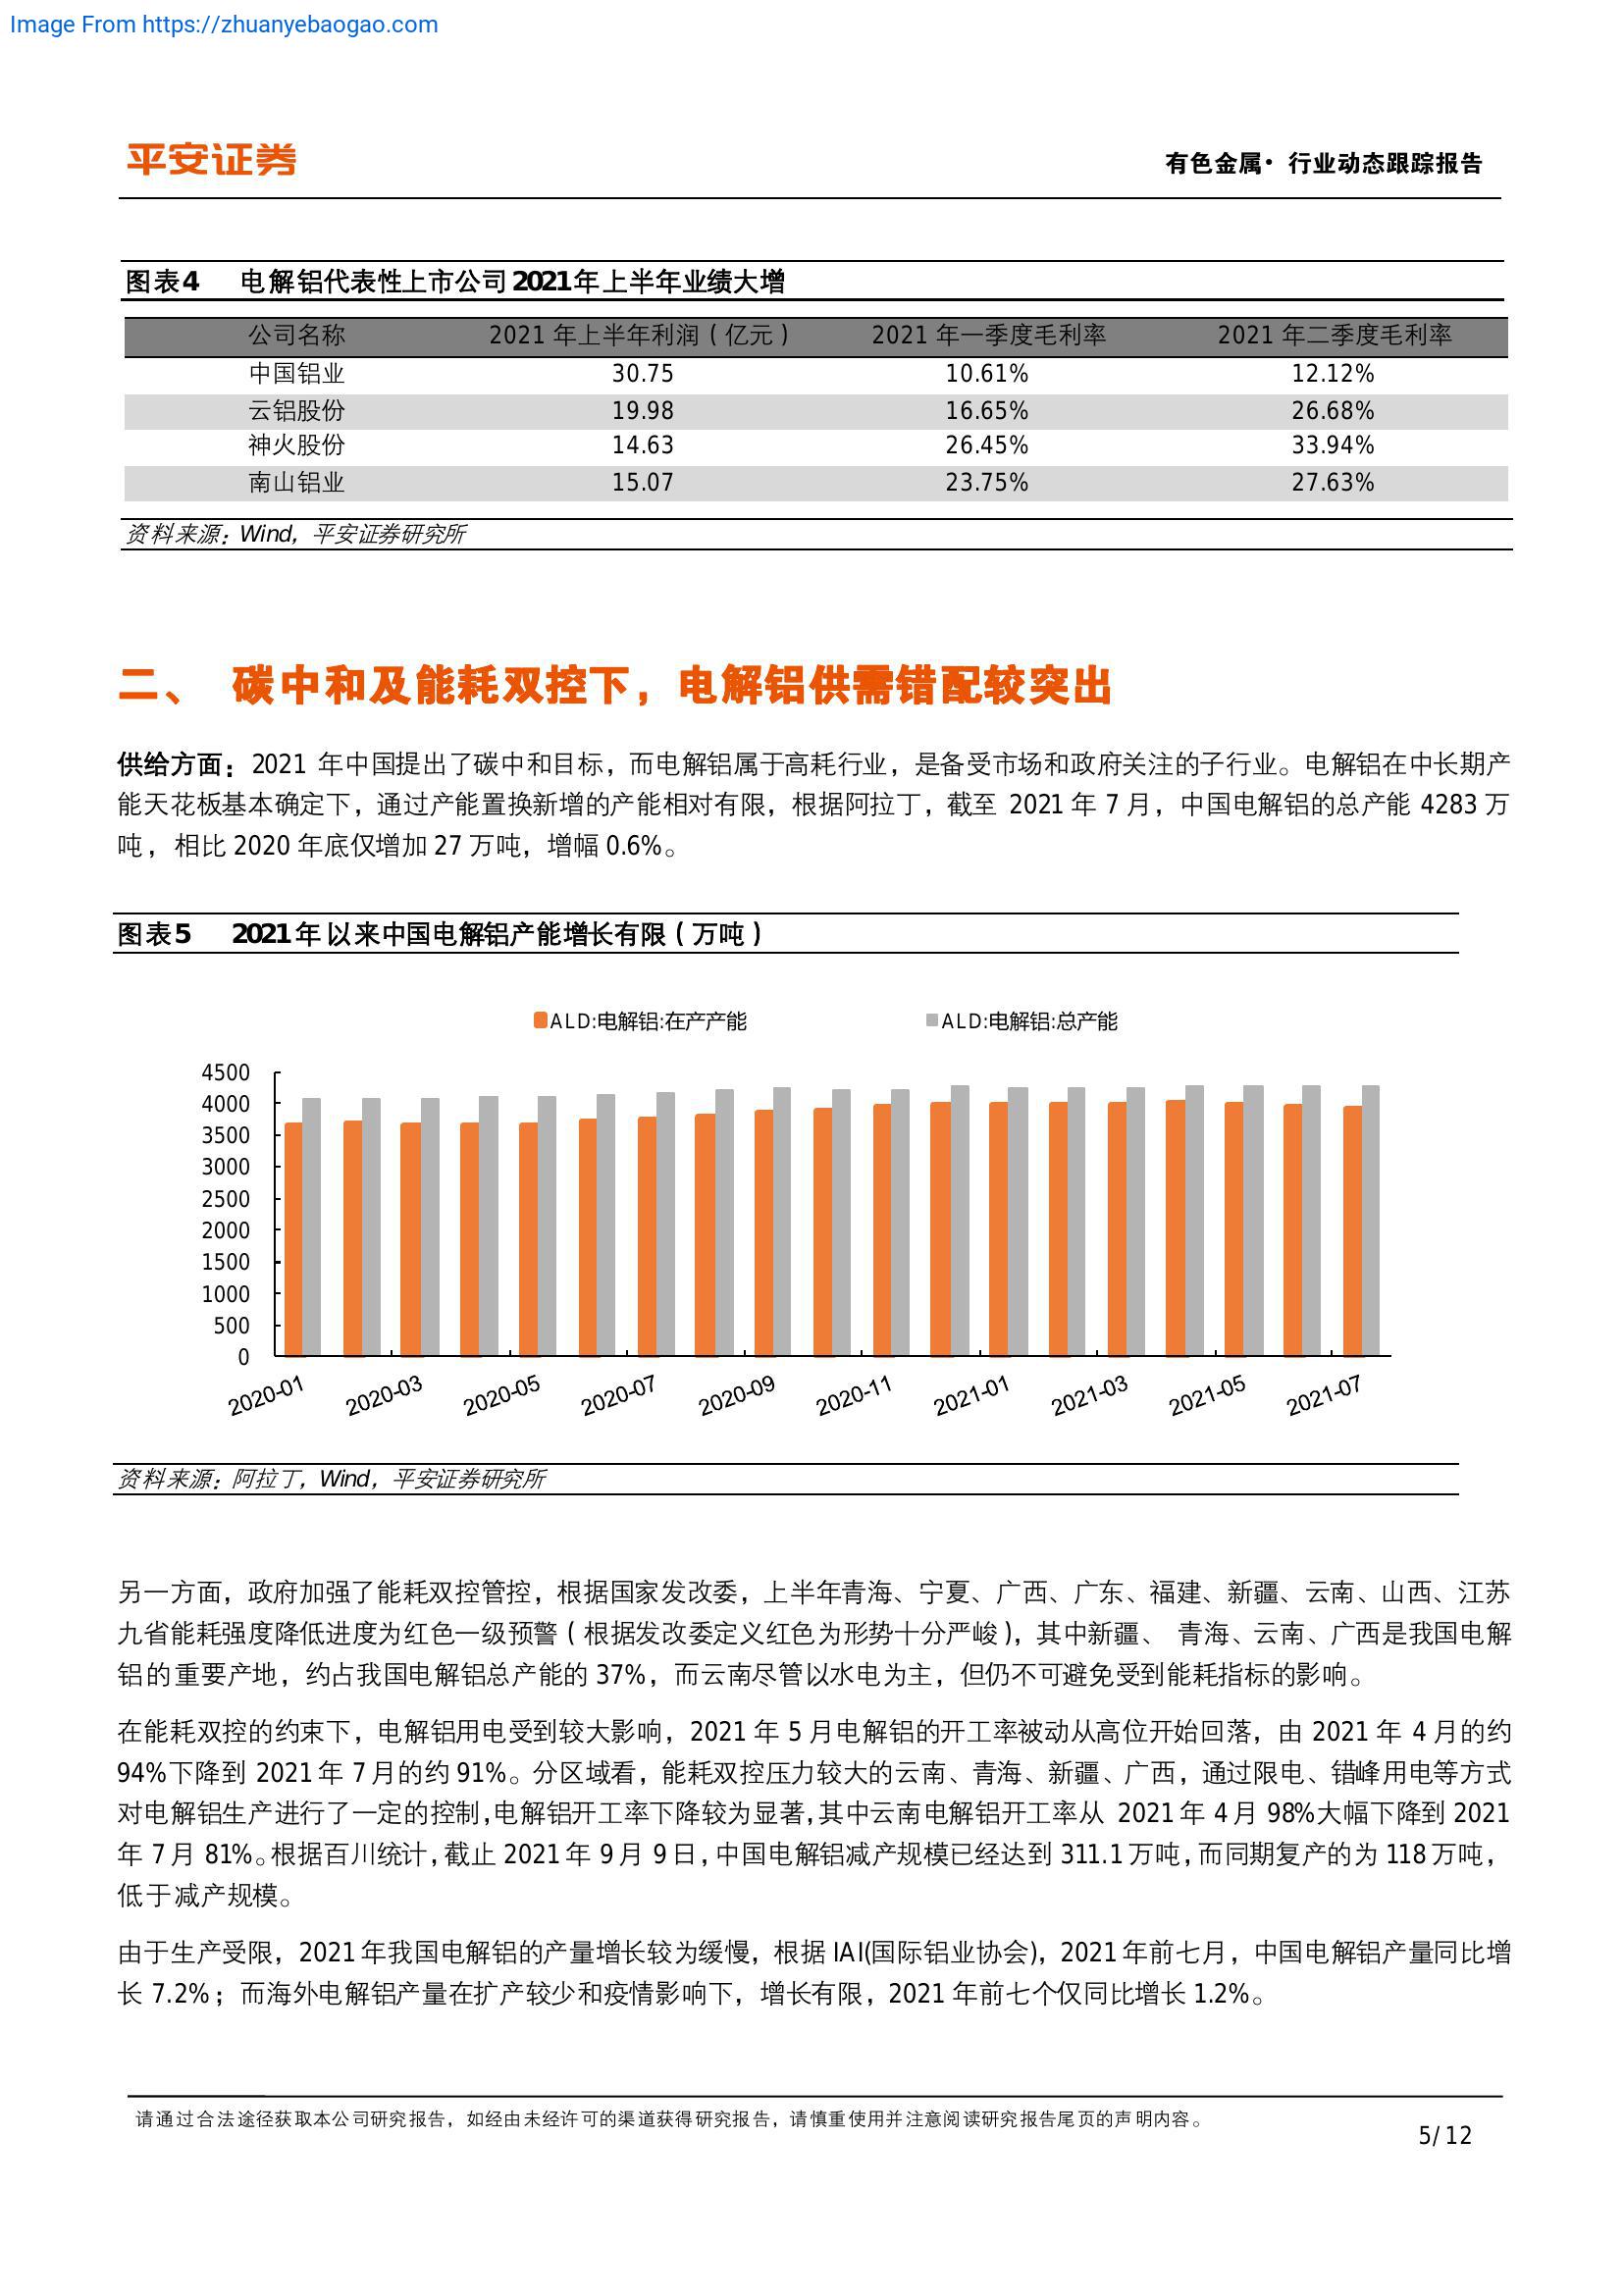 Image From https://zhuanyebaogao.com
平安证券
有色金属·行业动态跟踪报告
图表4 电解铝代表性上市公司2021年上半年业绩大增
公司名称 2021 年上半年利润（亿元） 2021 年一季度毛利率 2021 年二季度毛利率
中国铝业 30.75 10.61% 12.12%
云铝股份 19.98 16.65% 26.68%
神火股份 14.63 26.45% 33.94%
南山铝业 15.07 23.75% 27.63%
资料来源：Wind，平安证券研究所
二、 碳中和及能耗双控下，电解铝供需错配较突出
供给方面：2021 年中国提出了碳中和目标，而电解铝属于高耗行业，是备受市场和政府关注的子行业。电解铝在中长期产
能天花板基本确定下，通过产能置换新增的产能相对有限，根据阿拉丁，截至 2021 年 7 月，中国电解铝的总产能 4283 万
吨，相比 2020 年底仅增加 27 万吨，增幅 0.6%。
图表5 2021年以来中国电解铝产能增长有限（万吨）
ALD:电解铝:在产产能 ALD:电解铝:总产能
4500
4000
3500
3000
2500
2000
1500
1000
500
0
2020-01 2020-03 2020-05 2020-07 2020-09 2020-11 2021-01 2021-03 2021-05 2021-07
资料来源：阿拉丁，Wind，平安证券研究所
另一方面，政府加强了能耗双控管控，根据国家发改委，上半年青海、宁夏、广西、广东、福建、新疆、云南、山西、江苏
九省能耗强度降低进度为红色一级预警（根据发改委定义红色为形势十分严峻），其中新疆、 青海、云南、广西是我国电解
铝的重要产地，约占我国电解铝总产能的 37%，而云南尽管以水电为主，但仍不可避免受到能耗指标的影响。
在能耗双控的约束下，电解铝用电受到较大影响，2021 年 5 月电解铝的开工率被动从高位开始回落，由 2021 年 4 月的约
94%下降到 2021 年 7 月的约 91%。分区域看，能耗双控压力较大的云南、青海、新疆、广西，通过限电、错峰用电等方式
对电解铝生产进行了一定的控制，电解铝开工率下降较为显著，其中云南电解铝开工率从 2021 年 4 月 98%大幅下降到 2021
年 7 月 81%。根据百川统计，截止 2021 年 9 月 9 日，中国电解铝减产规模已经达到 311.1 万吨，而同期复产的为 118 万吨，
低于减产规模。
由于生产受限，2021 年我国电解铝的产量增长较为缓慢，根据 IAI(国际铝业协会)，2021 年前七月，中国电解铝产量同比增
长 7.2%；而海外电解铝产量在扩产较少和疫情影响下，增长有限，2021 年前七个仅同比增长 1.2%。
请通过合法途径获取本公司研究报告，如经由未经许可的渠道获得研究报告，请慎重使用并注意阅读研究报告尾页的声明内容。
5/ 12